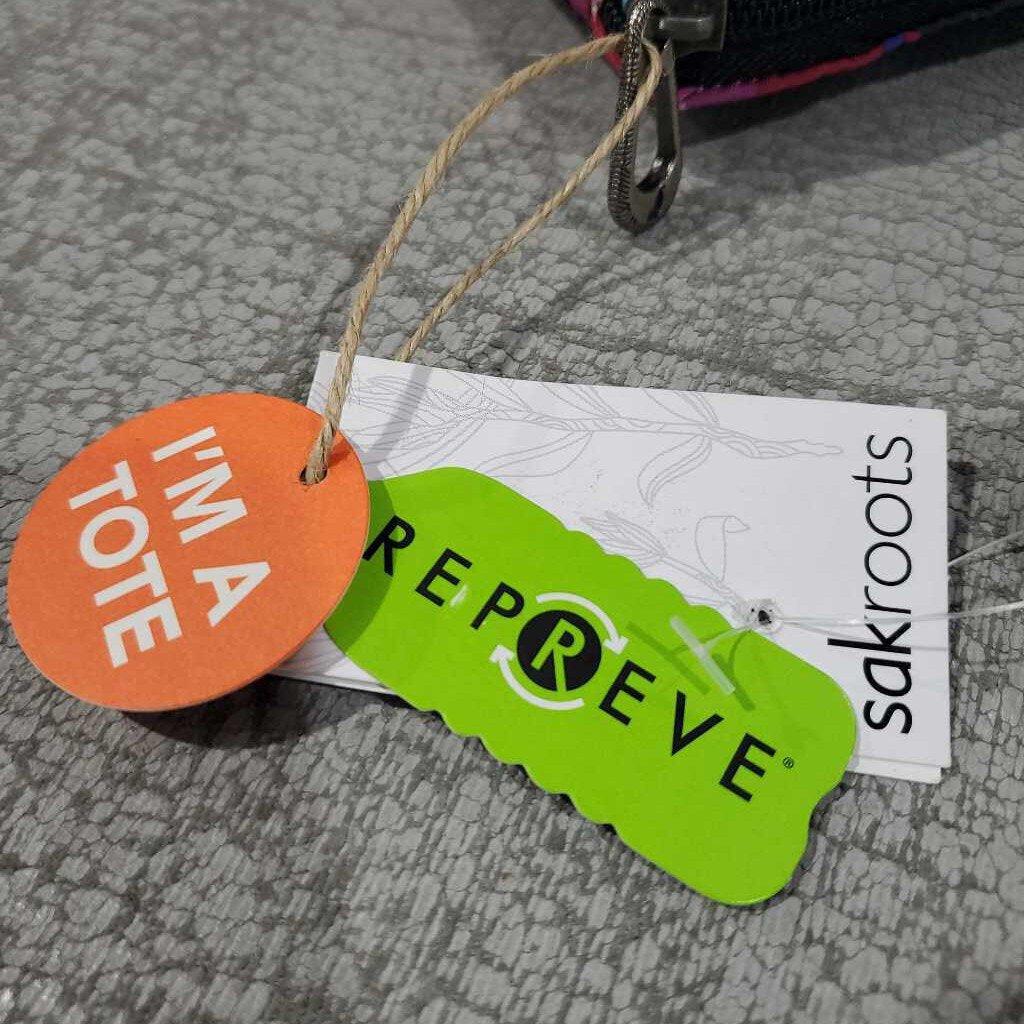 I'M A
TOTE
REPREVE®
sakroots